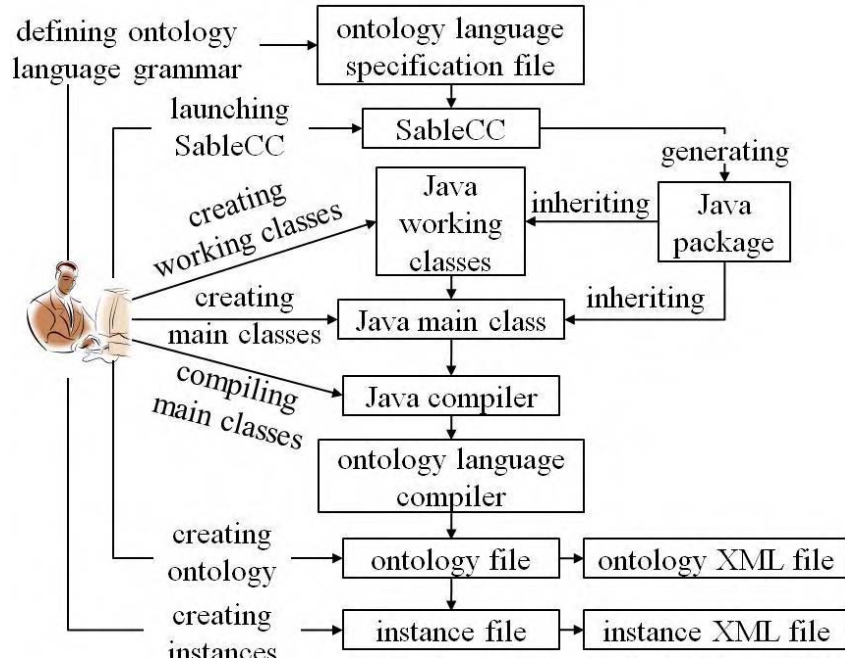 defining ontology
language grammar
ontology language
specification file
launching
SableCC
SableCC
generating
creating
working classes
Java
working
classes
inheriting
Java
package
creating
main classes
Java main class
inheriting
compiling
main classes
Java compiler
ontology language
compiler
creating
ontology
ontology file
ontology XML file
creating
instances
instance file
instance XML file